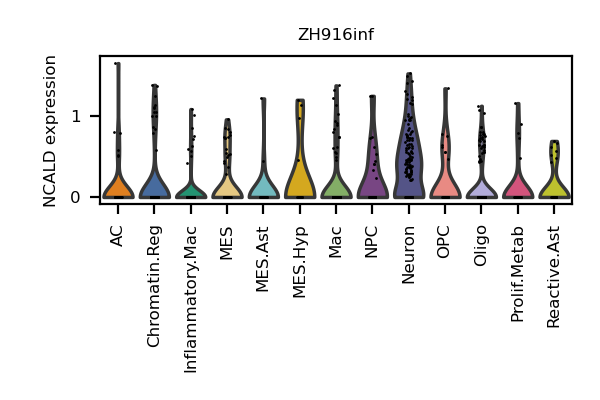 ZH916inf
NCALD expression
1
0
AC
Chromatin.Reg
Inflammatory.Mac
MES
MES.Ast
MES.Hyp
Mac
NPC
Neuron
OPC
Oligo
Prolif.Metab
Reactive.Ast